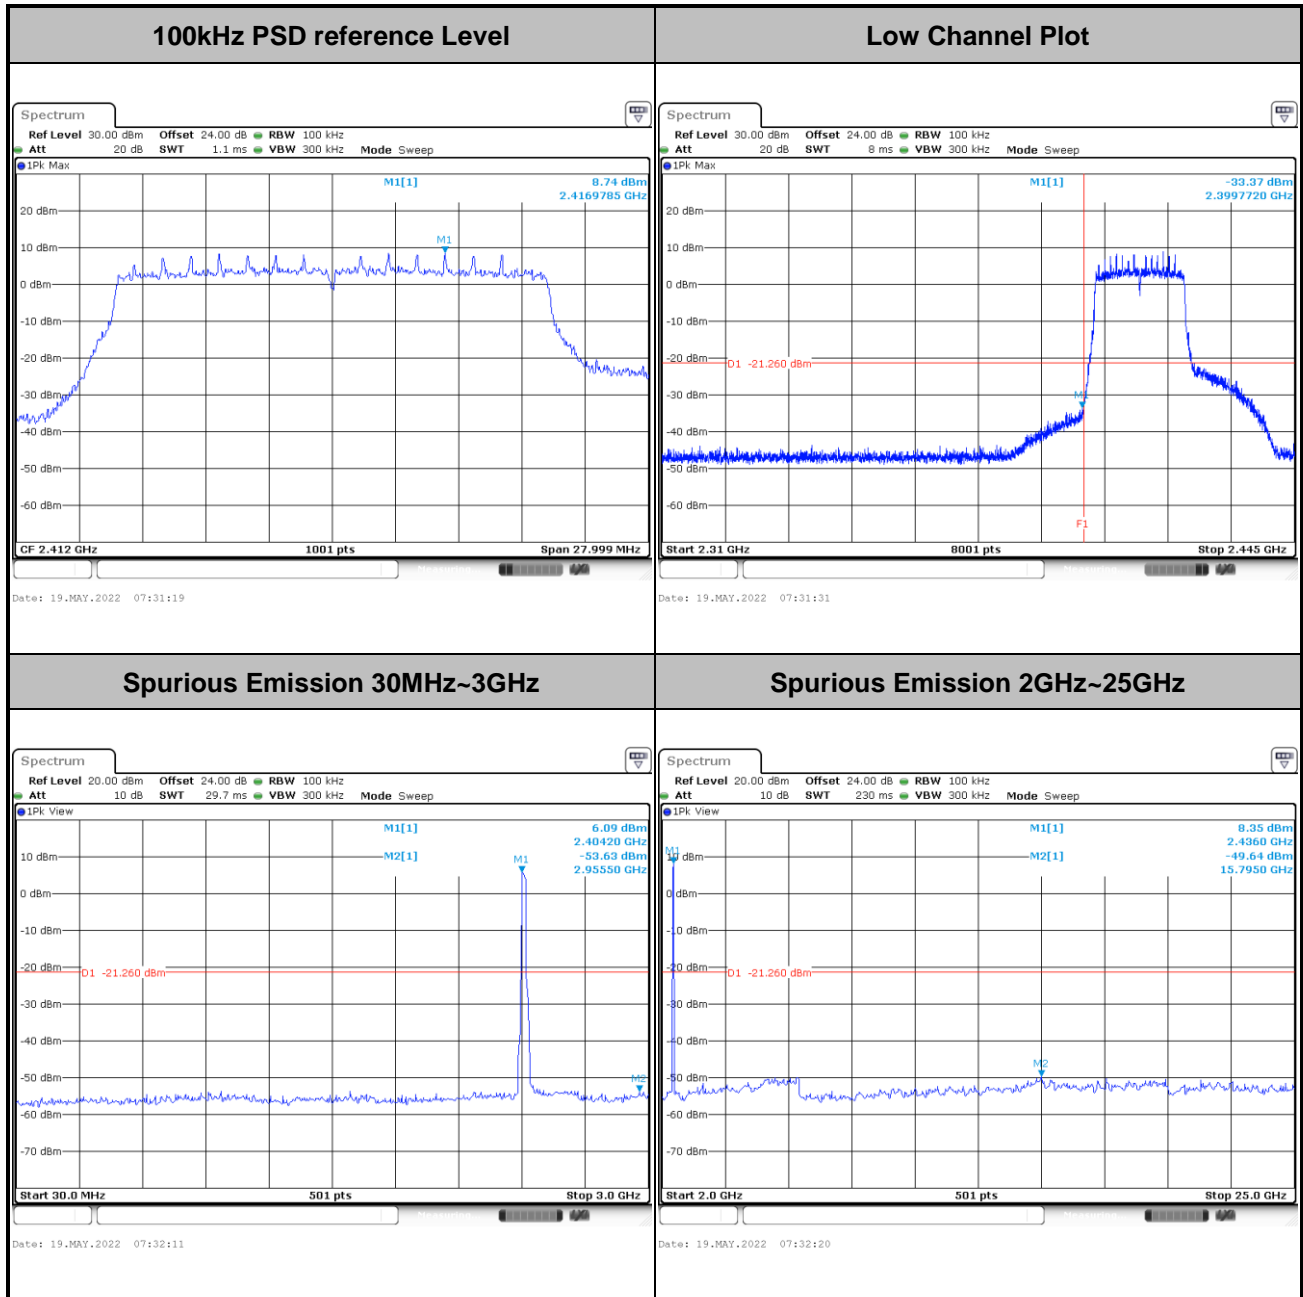 100kHz PSD reference Level
Low Channel Plot
Spectrum
Ref Level 30.00 dBm Offset 24.00 dB RBW 100 kHz
Att 20 dB SWT 1.1 ms VBW 300 kHz Mode Sweep
1Pk Max
M1[1] 8.74 dBm
2.4169785 GHz
20 dBm
M1
10 dBm
0 dBm
-10 dBm
-20 dBm
-30 dBm
-40 dBm
-50 dBm
-60 dBm
CF 2.412 GHz 1001 pts Span 27.999 MHz
Date: 19.MAY.2022 07:31:19
Spectrum
Ref Level 30.00 dBm Offset 24.00 dB RBW 100 kHz
Att 20 dB SWT 8 ms VBW 300 kHz Mode Sweep
1Pk Max
M1[1] -33.37 dBm
2.3997720 GHz
20 dBm
10 dBm
0 dBm
-10 dBm
-20 dBm
D1 -21.260 dBm
-30 dBm
-40 dBm
-50 dBm
-60 dBm
F1
Start 2.31 GHz 8001 pts Stop 2.445 GHz
Measuring
Date: 19.MAY.2022 07:31:31
Spurious Emission 30MHz~3GHz
Spurious Emission 2GHz~25GHz
Spectrum
Ref Level 20.00 dBm Offset 24.00 dB RBW 100 kHz
Att 10 dB SWT 29.7 ms VBW 300 kHz Mode Sweep
1Pk View
M1[1] 6.09 dBm
2.40420 GHz
M2[1] -53.63 dBm
2.95550 GHz
10 dBm
M1
0 dBm
-10 dBm
-20 dBm
D1 -21.260 dBm
-30 dBm
-40 dBm
-50 dBm
M2
-60 dBm
-70 dBm
Start 30.0 MHz 501 pts Stop 3.0 GHz
Date: 19.MAY.2022 07:32:11
Spectrum
Ref Level 20.00 dBm Offset 24.00 dB RBW 100 kHz
Att 10 dB SWT 230 ms VBW 300 kHz Mode Sweep
1Pk View
M1[1] 8.35 dBm
2.4360 GHz
M2[1] -49.64 dBm
15.7950 GHz
M1
10 dBm
0 dBm
-10 dBm
-20 dBm
D1 -21.260 dBm
-30 dBm
-40 dBm
M2
-50 dBm
-60 dBm
-70 dBm
Start 2.0 GHz 501 pts Stop 25.0 GHz
Date: 19.MAY.2022 07:32:20